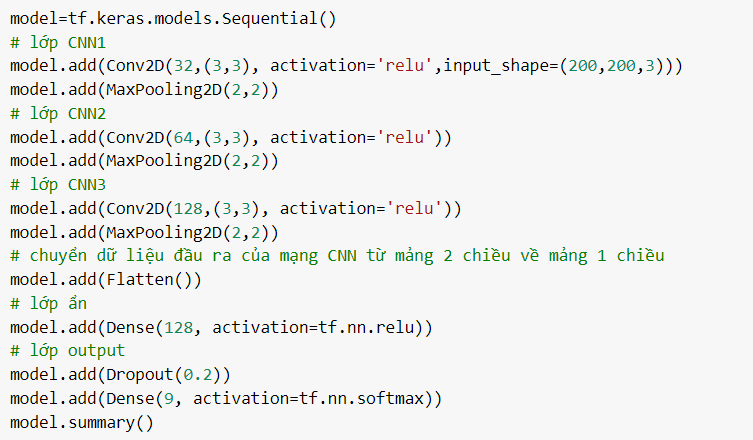 model=tf.keras.models.Sequential()
# lớp CNN1
model.add(Conv2D(32,(3,3), activation='relu',input_shape=(200,200,3)))
model.add(MaxPooling2D(2,2))
# lớp CNN2
model.add(Conv2D(64,(3,3), activation='relu'))
model.add(MaxPooling2D(2,2))
# lớp CNN3
model.add(Conv2D(128,(3,3), activation='relu'))
model.add(MaxPooling2D(2,2))
# chuyển dữ liệu đầu ra của mạng CNN từ mảng 2 chiều về mảng 1 chiều
model.add(Flatten())
# lớp ẩn
model.add(Dense(128, activation=tf.nn.relu))
# lớp output
model.add(Dropout(0.2))
model.add(Dense(9, activation=tf.nn.softmax))
model.summary()